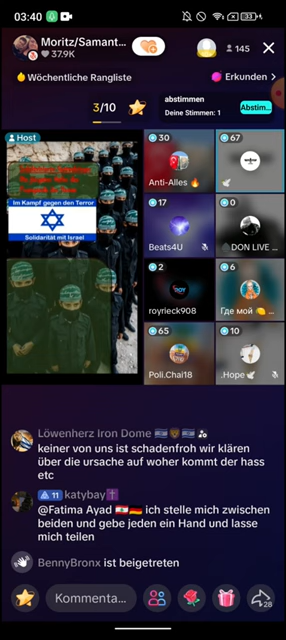 03:40
Moritz/Samant...
37.9K
145
Wöchentliche Rangliste
Erkunden >
3/10
abstimmen
Deine Stimmen: 1
Abstim...
Host
Im Kampf gegen den Terror
Solidarität mit Israel
30
Anti-Alles
67
17
Beats4U
0
DON LIVE ...
2
royrieck908
6
Где мой
65
Poli.Chai18
10
.Hope
Löwenherz Iron Dome
keiner von uns ist schadenfroh wir klären
über die ursache auf woher kommt der hass
etc
11 katybay
@Fatima Ayad ich stelle mich zwischen
beiden und gebe jeden ein Hand und lasse
mich teilen
BennyBronx ist beigetreten
Kommenta...
28